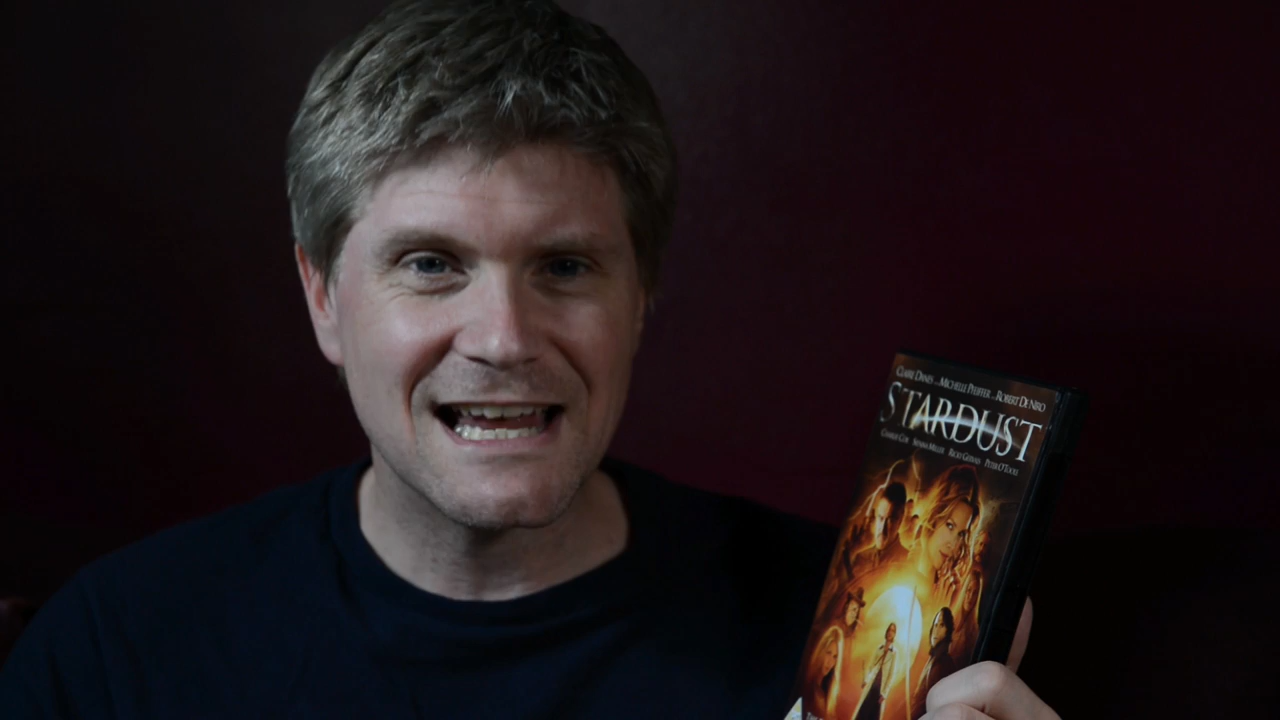 CLAIRE DANES MICHELLE PFEIFFER ROBERT DE NIRO
STARDUST
CHARLIE COX SIENNA MILLER RICKY GERVAIS PETER O'TOOLE